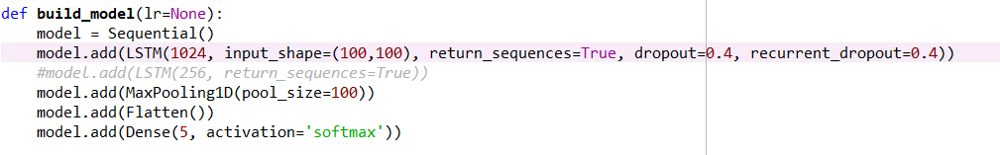 def build_model(lr=None):
    model = Sequential()
    model.add(LSTM(1024, input_shape=(100,100), return_sequences=True, dropout=0.4, recurrent_dropout=0.4))
    #model.add(LSTM(256, return_sequences=True))
    model.add(MaxPooling1D(pool_size=100))
    model.add(Flatten())
    model.add(Dense(5, activation='softmax'))